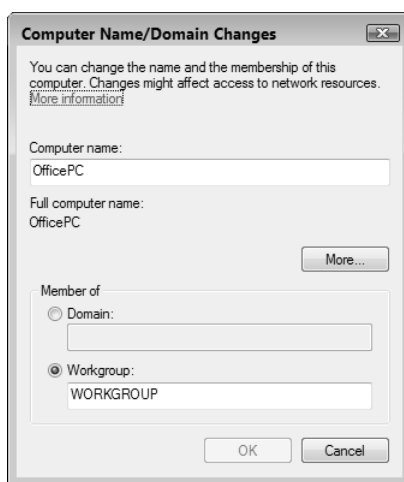 Computer Name/Domain Changes
You can change the name and the membership of this
computer. Changes might affect access to network resources.
More information
Computer name:
OfficePC
Full computer name:
OfficePC
More...
Member of
Domain:
Workgroup:
WORKGROUP
OK
Cancel